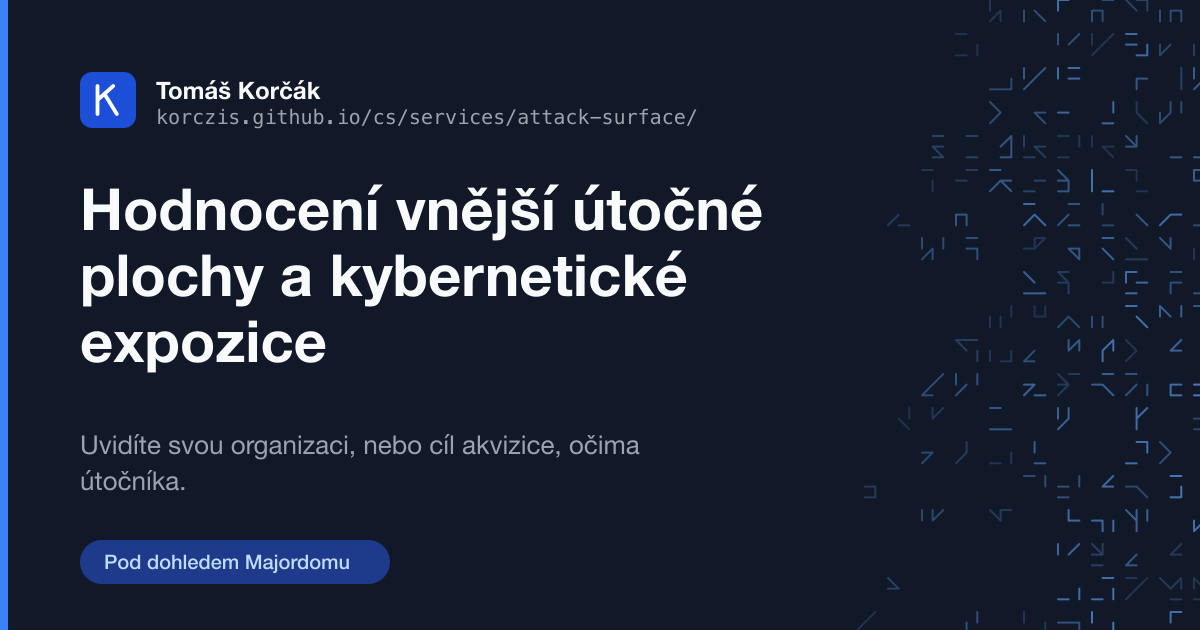 K
Tomáš Korčák
korczis.github.io/cs/services/attack-surface/
Hodnocení vnější útočné
plochy a kybernetické
expozice
Uvidíte svou organizaci, nebo cíl akvizice, očima
útočníka.
Pod dohledem Majordomu